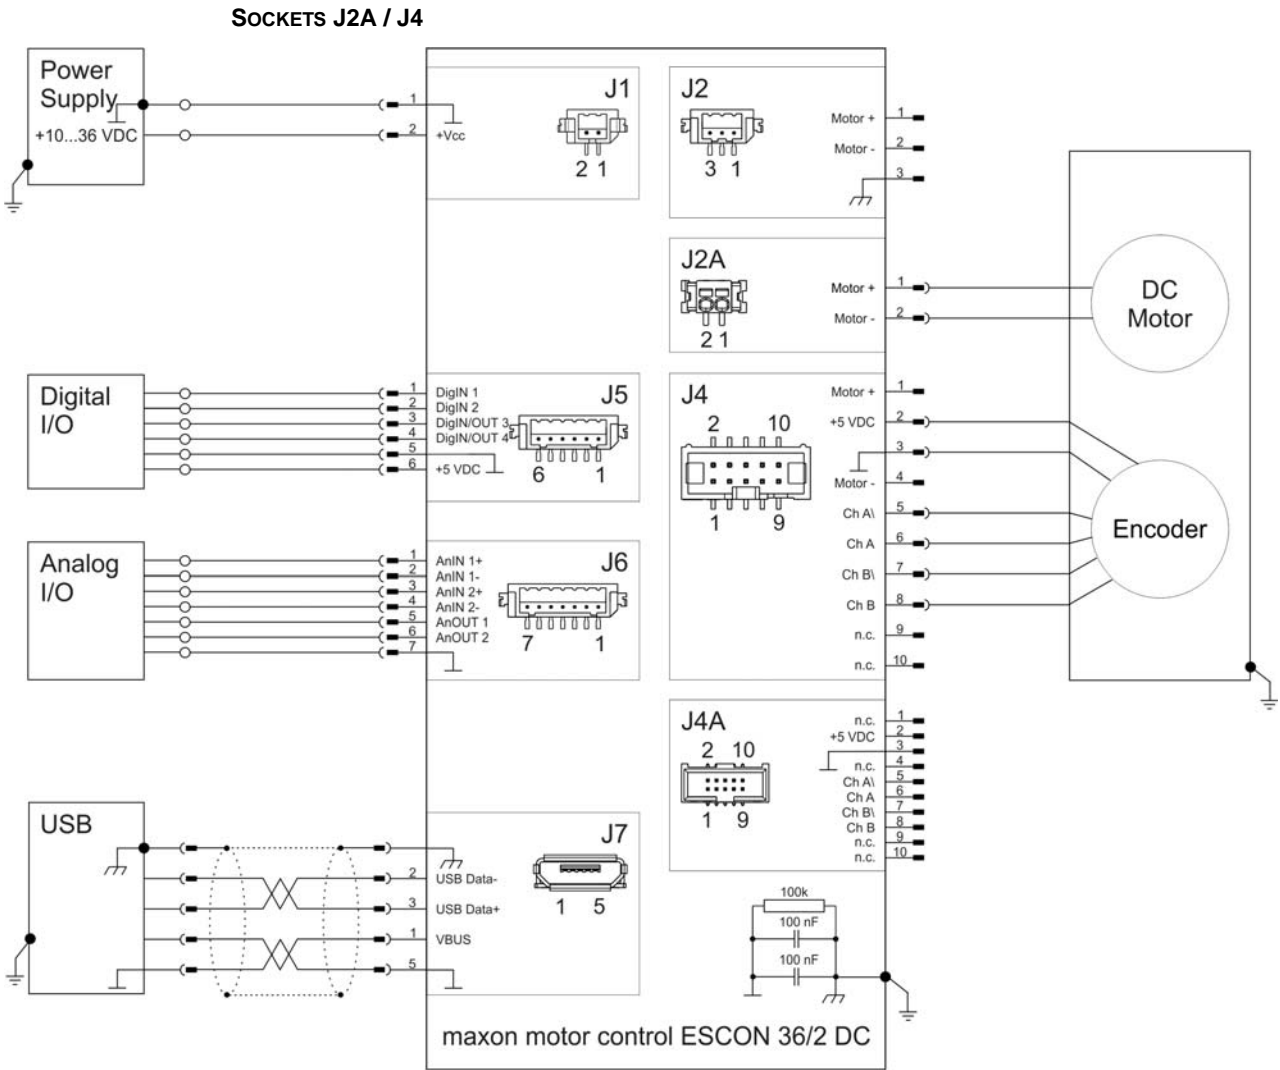 SOCKETS J2A / J4
Power
Supply
+10...36 VDC
1
2
+Vcc
J1
2 1
J2
3 1
Motor +
1
Motor -
2
3
J2A
2 1
Motor +
1
Motor -
2
DC
Motor
Digital
I/O
1
DigIN 1
2
DigIN 2
3
DigIN/OUT 3
4
DigIN/OUT 4
5
6
+5 VDC
J5
6 1
J4
2 10
1 9
Motor +
1
+5 VDC
2
3
Motor -
4
Ch A\
5
Ch A
6
Ch B\
7
Ch B
8
n.c.
9
n.c.
10
Encoder
Analog
I/O
1
AnIN 1+
2
AnIN 1-
3
AnIN 2+
4
AnIN 2-
5
AnOUT 1
6
AnOUT 2
7
J6
7 1
J4A
2 10
1 9
n.c.
1
+5 VDC
2
3
n.c.
4
Ch A\
5
Ch A
6
Ch B\
7
Ch B
8
n.c.
9
n.c.
10
USB
2
USB Data-
3
USB Data+
1
VBUS
5
J7
1 5
100k
100 nF
100 nF
maxon motor control ESCON 36/2 DC